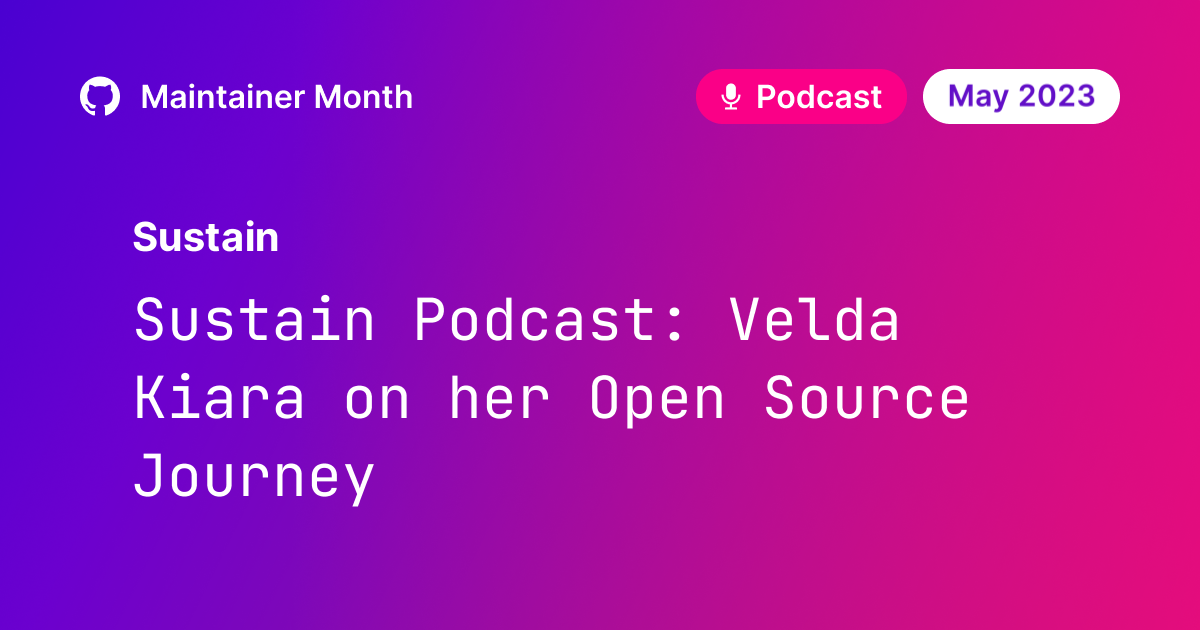 Maintainer Month
Podcast
May 2023
Sustain
Sustain Podcast: Velda
Kiara on her Open Source
Journey